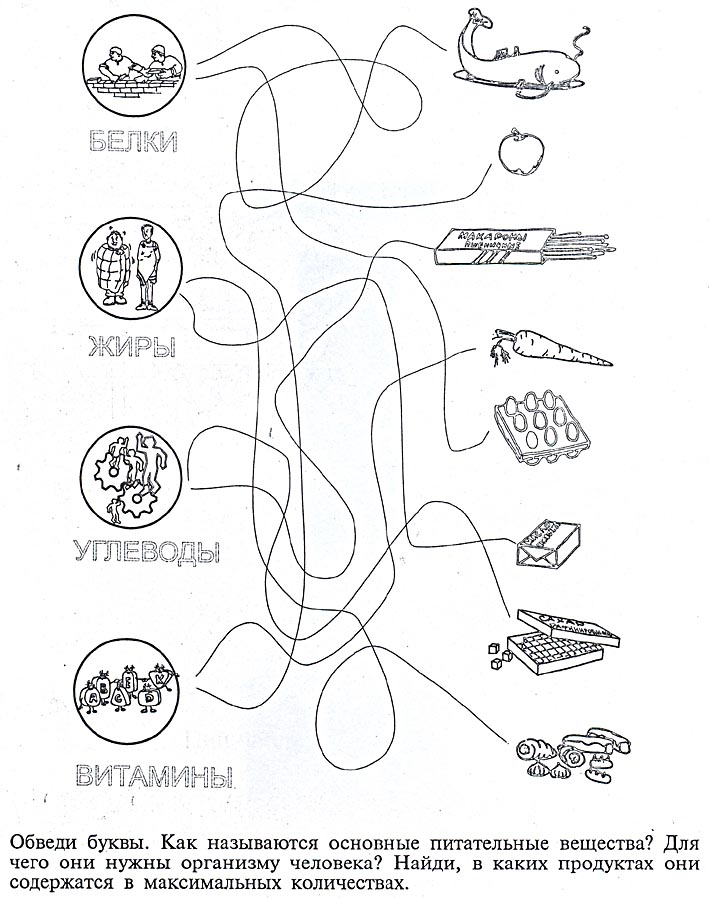 БЕЛКИ
МАКАРОНЫ
ЖИРЫ
УГЛЕВОДЫ
САХАР
A B C E D K
ВИТАМИНЫ
Обведи буквы. Как называются основные питательные вещества? Для
чего они нужны организму человека? Найди, в каких продуктах они
содержатся в максимальных количествах.